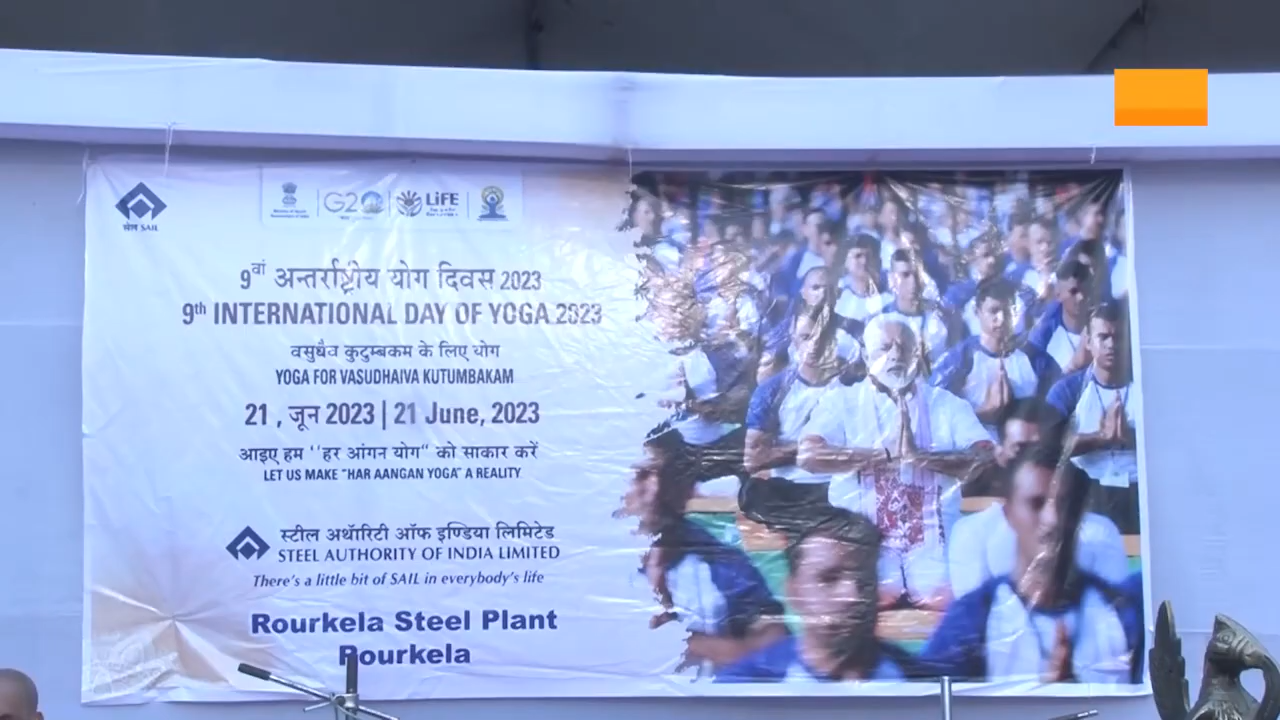 सेल SAIL
G20
LiFE
9वां अन्तर्राष्ट्रीय योग दिवस 2023
9th INTERNATIONAL DAY OF YOGA 2023
वसुधैव कुटुम्बकम के लिए योग
YOGA FOR VASUDHAIVA KUTUMBAKAM
21 , जून 2023 | 21 June, 2023
आइए हम ''हर आंगन योग" को साकार करें
LET US MAKE "HAR AANGAN YOGA" A REALITY
स्टील अथॉरिटी ऑफ इण्डिया लिमिटेड
STEEL AUTHORITY OF INDIA LIMITED
There's a little bit of SAIL in everybody's life
Rourkela Steel Plant
Rourkela